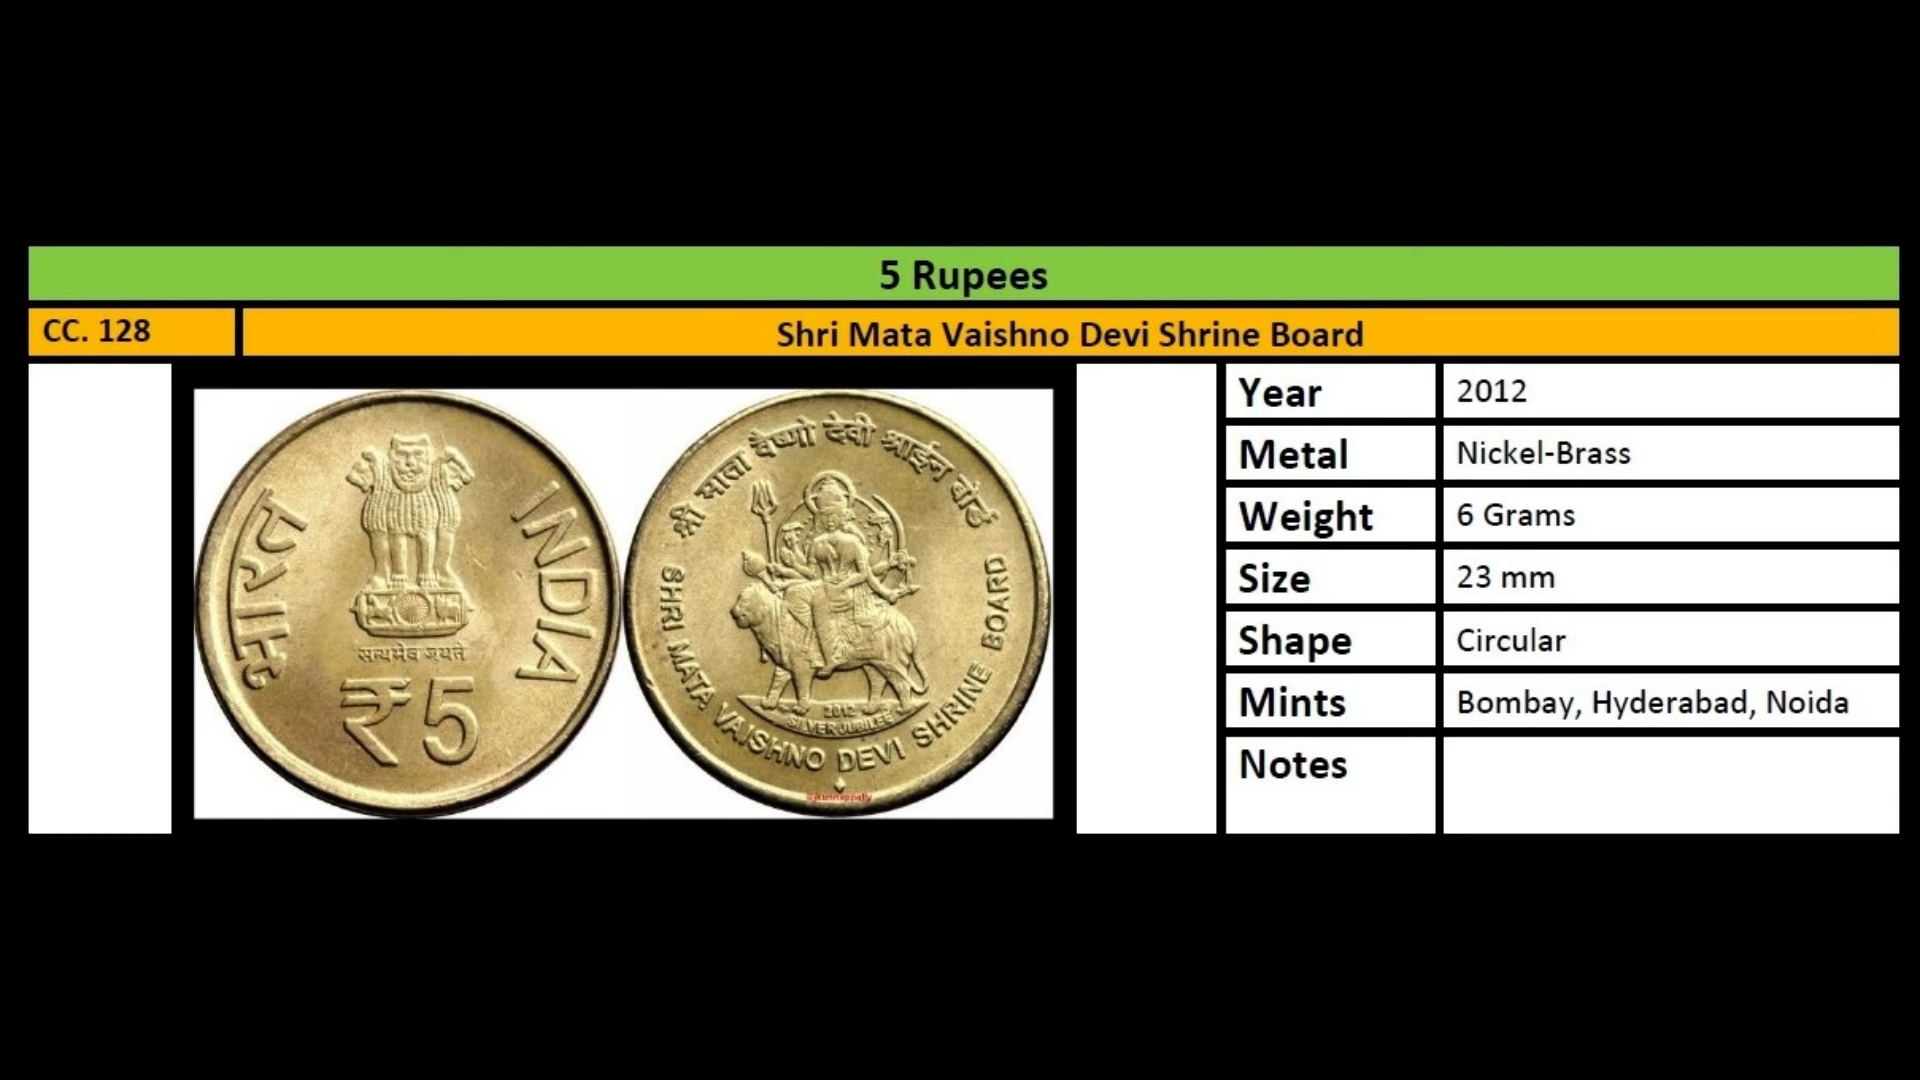 5 Rupees
CC. 128
Shri Mata Vaishno Devi Shrine Board
भारत
INDIA
सत्यमेव जयते
₹5
श्री माता वैष्णो देवी श्राईन बोर्ड
SHRI MATA VAISHNO DEVI SHRINE BOARD
2012
SILVER JUBILEE
Year 2012
Metal Nickel-Brass
Weight 6 Grams
Size 23 mm
Shape Circular
Mints Bombay, Hyderabad, Noida
Notes